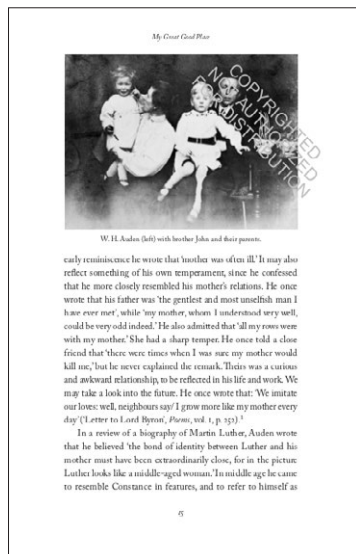 My Great Good Place
COPYRIGHTED
NOT AUTHORIZED
FOR DISTRIBUTION
W. H. Auden (left) with brother John and their parents.
early reminiscence he wrote that ‘mother was often ill.’ It may also
reflect something of his own temperament, since he confessed
that he more closely resembled his mother’s relations. He once
wrote that his father was ‘the gentlest and most unselfish man I
have ever met’, while ‘my mother, whom I understood very well,
could be very odd indeed.’ He also admitted that ‘all my rows were
with my mother.’ She had a sharp temper. He once told a close
friend that ‘there were times when I was sure my mother would
kill me,’ but he never explained the remark. Theirs was a curious
and awkward relationship, to be reflected in his life and work. We
may take a look into the future. He once wrote that: ‘We imitate
our loves: well, neighbours say/ I grow more like my mother every
day’ (‘Letter to Lord Byron’, Poems, vol. 1, p. 252).
In a review of a biography of Martin Luther, Auden wrote
that he believed ‘the bond of identity between Luther and his
mother must have been extraordinarily close, for in the picture
Luther looks like a middle-aged woman.’ In middle age he came
to resemble Constance in features, and to refer to himself as
15